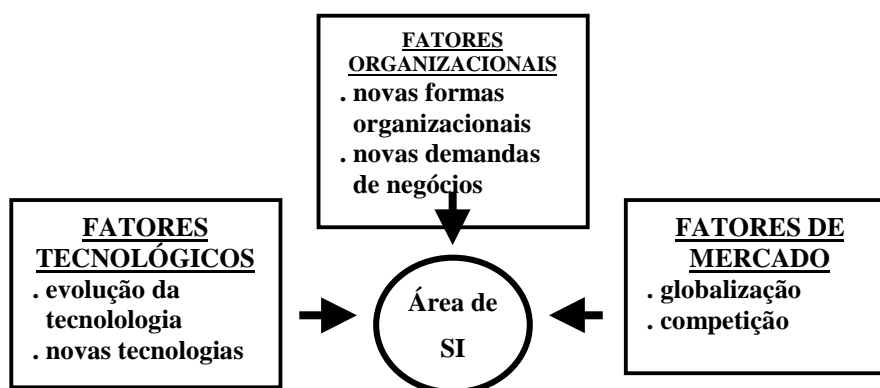 FATORES
ORGANIZACIONAIS
. novas formas
organizacionais
. novas demandas
de negócios
FATORES
TECNOLÓGICOS
. evolução da
tecnolologia
. novas tecnologias
Área de
SI
FATORES DE
MERCADO
. globalização
. competição